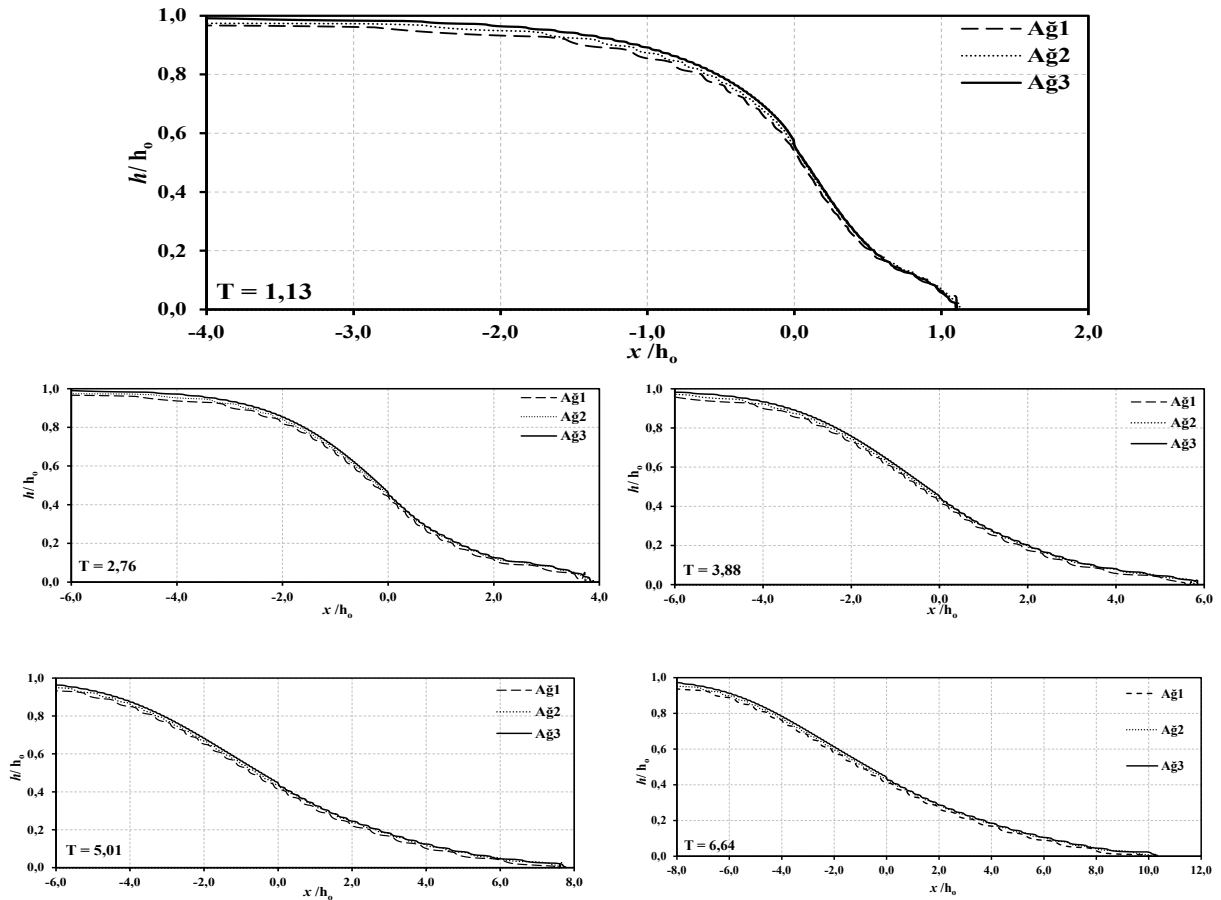 1,0
0,8
0,6
0,4
0,2
0,0
h/ h₀
Ağ1
Ağ2
Ağ3
T = 1,13
-4,0 -3,0 -2,0 -1,0 0,0 1,0 2,0
x /h₀
1,0
0,8
0,6
0,4
0,2
0,0
h/ h₀
Ağ1
Ağ2
Ağ3
T = 2,76
-6,0 -4,0 -2,0 0,0 2,0 4,0
x /h₀
1,0
0,8
0,6
0,4
0,2
0,0
h/ h₀
Ağ1
Ağ2
Ağ3
T = 3,88
-6,0 -4,0 -2,0 0,0 2,0 4,0 6,0
x /h₀
1,0
0,8
0,6
0,4
0,2
0,0
h/ h₀
Ağ1
Ağ2
Ağ3
T = 5,01
-6,0 -4,0 -2,0 0,0 2,0 4,0 6,0 8,0
x /h₀
1,0
0,8
0,6
0,4
0,2
0,0
h/ h₀
Ağ1
Ağ2
Ağ3
T = 6,64
-8,0 -6,0 -4,0 -2,0 0,0 2,0 4,0 6,0 8,0 10,0 12,0
x /h₀